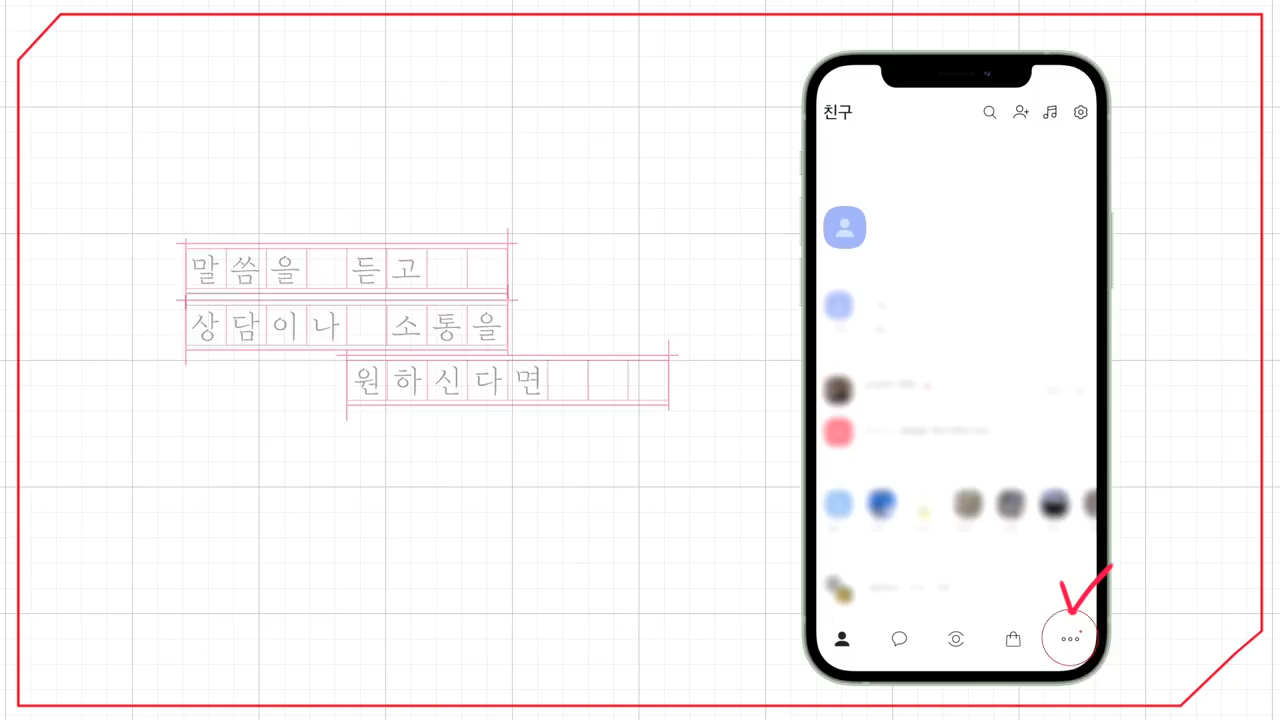 말씀을 듣고
상담이나 소통을
원하신다면
친구